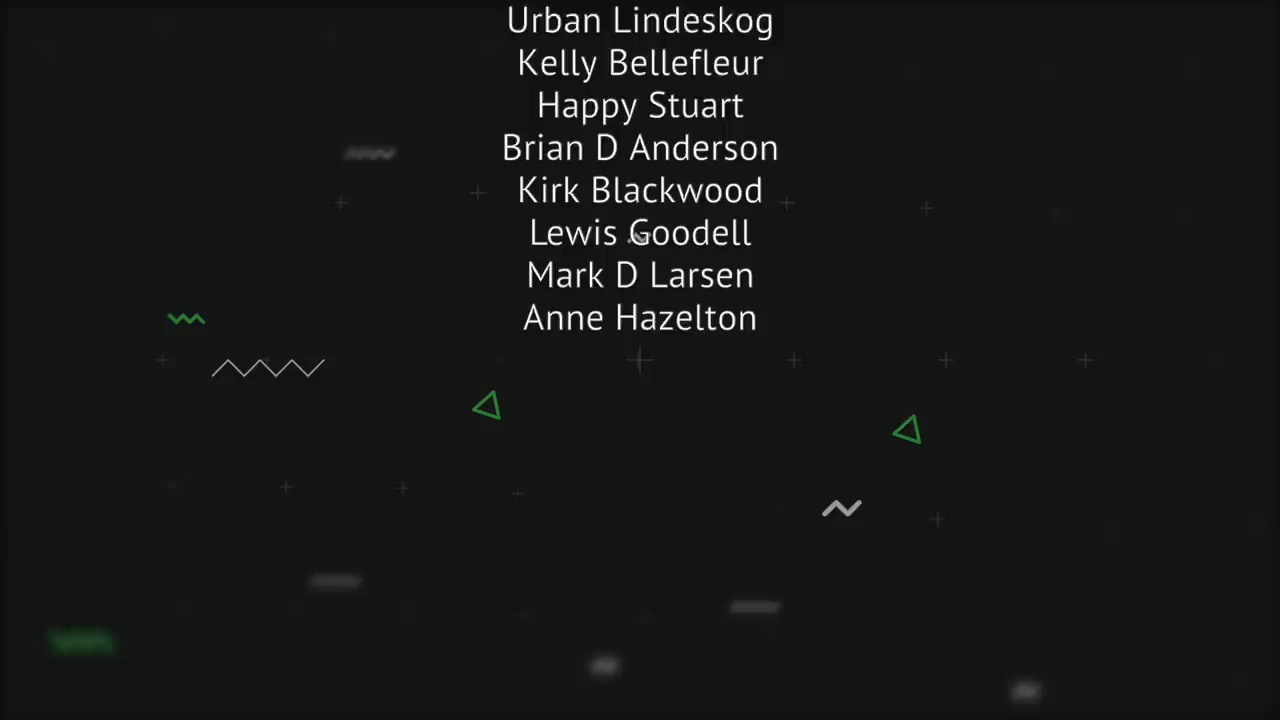 Urban Lindeskog
Kelly Bellefleur
Happy Stuart
Brian D Anderson
Kirk Blackwood
Lewis Goodell
Mark D Larsen
Anne Hazelton